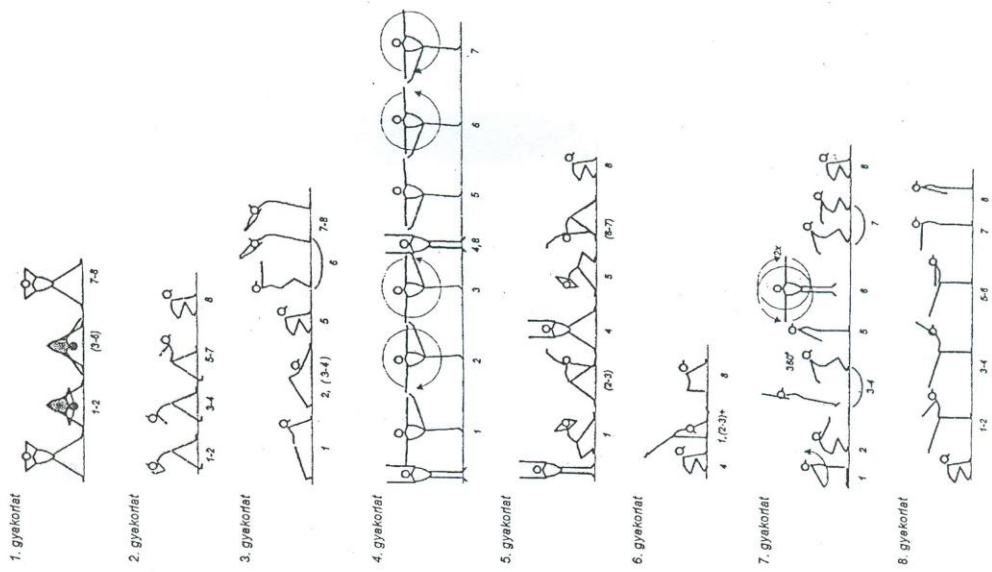 1. gyakorlat
1-2 (3-6) 7-8
2. gyakorlat
1-2 3-4 5-7 8
3. gyakorlat
1 2, (3-4) 5 6 7-8
4. gyakorlat
1 2 3 4,8 5 6 7
5. gyakorlat
1 (2-3) 4 5 (6-7) 8
6. gyakorlat
4 1,(2-3)+ 8
7. gyakorlat
360° 2x
1 2 3-4 5 6 7 8
8. gyakorlat
1-2 3-4 5-6 7 8